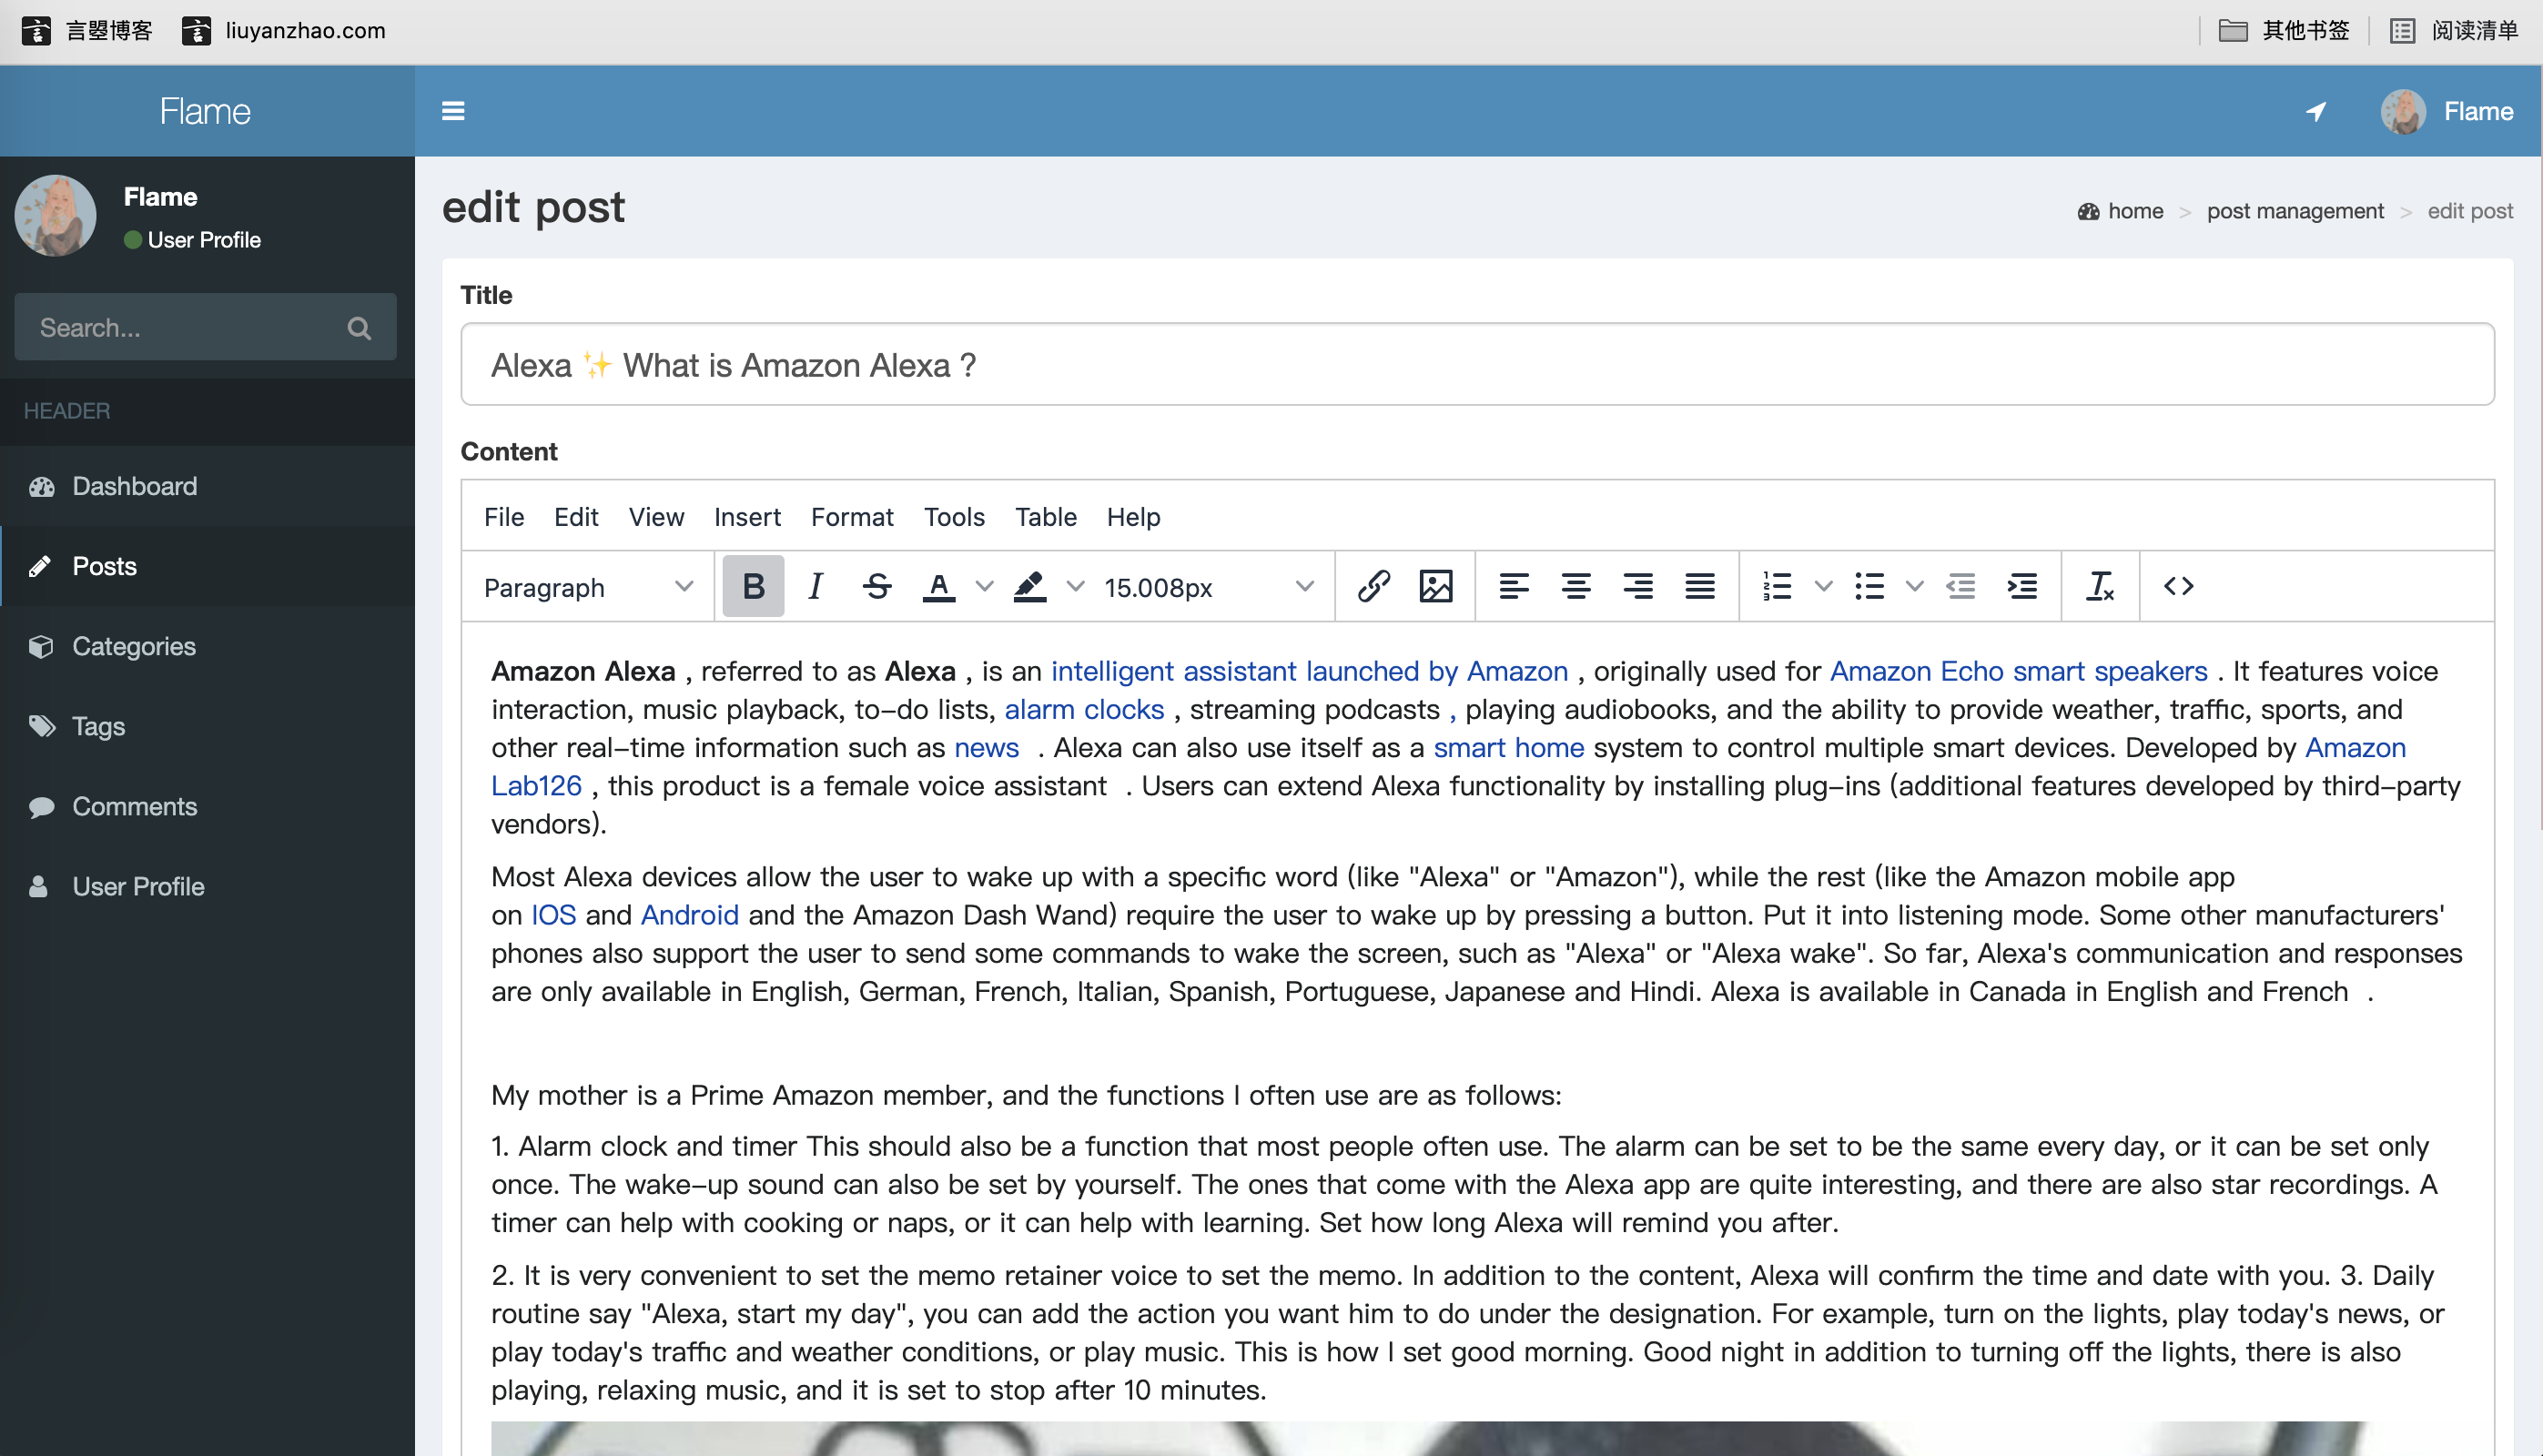 言曌博客 liuyanzhao.com 其他书签 阅读清单
Flame Flame
Flame
User Profile
Search...
HEADER
Dashboard
Posts
Categories
Tags
Comments
User Profile
edit post
home > post management > edit post
Title
Alexa ✨ What is Amazon Alexa ?
Content
File Edit View Insert Format Tools Table Help
Paragraph B I S A 15.008px
Amazon Alexa , referred to as Alexa , is an intelligent assistant launched by Amazon , originally used for Amazon Echo smart speakers . It features voice
interaction, music playback, to-do lists, alarm clocks , streaming podcasts , playing audiobooks, and the ability to provide weather, traffic, sports, and
other real-time information such as news . Alexa can also use itself as a smart home system to control multiple smart devices. Developed by Amazon
Lab126 , this product is a female voice assistant . Users can extend Alexa functionality by installing plug-ins (additional features developed by third-party
vendors).
Most Alexa devices allow the user to wake up with a specific word (like "Alexa" or "Amazon"), while the rest (like the Amazon mobile app
on IOS and Android and the Amazon Dash Wand) require the user to wake up by pressing a button. Put it into listening mode. Some other manufacturers'
phones also support the user to send some commands to wake the screen, such as "Alexa" or "Alexa wake". So far, Alexa's communication and responses
are only available in English, German, French, Italian, Spanish, Portuguese, Japanese and Hindi. Alexa is available in Canada in English and French .
My mother is a Prime Amazon member, and the functions I often use are as follows:
1. Alarm clock and timer This should also be a function that most people often use. The alarm can be set to be the same every day, or it can be set only
once. The wake-up sound can also be set by yourself. The ones that come with the Alexa app are quite interesting, and there are also star recordings. A
timer can help with cooking or naps, or it can help with learning. Set how long Alexa will remind you after.
2. It is very convenient to set the memo retainer voice to set the memo. In addition to the content, Alexa will confirm the time and date with you. 3. Daily
routine say "Alexa, start my day", you can add the action you want him to do under the designation. For example, turn on the lights, play today's news, or
play today's traffic and weather conditions, or play music. This is how I set good morning. Good night in addition to turning off the lights, there is also
playing, relaxing music, and it is set to stop after 10 minutes.